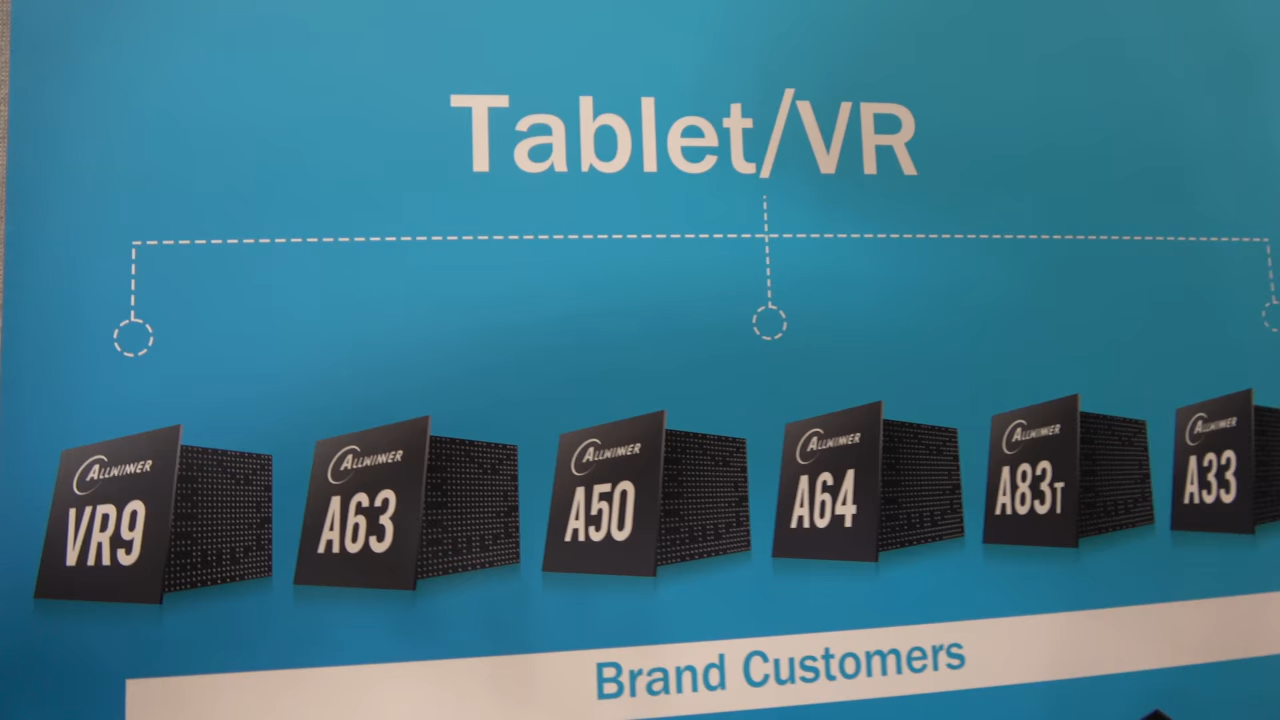 Tablet/VR
ALLWINNER
VR9
ALLWINNER
A63
ALLWINNER
A50
ALLWINNER
A64
ALLWINNER
A83T
ALLWINNER
A33
Brand Customers